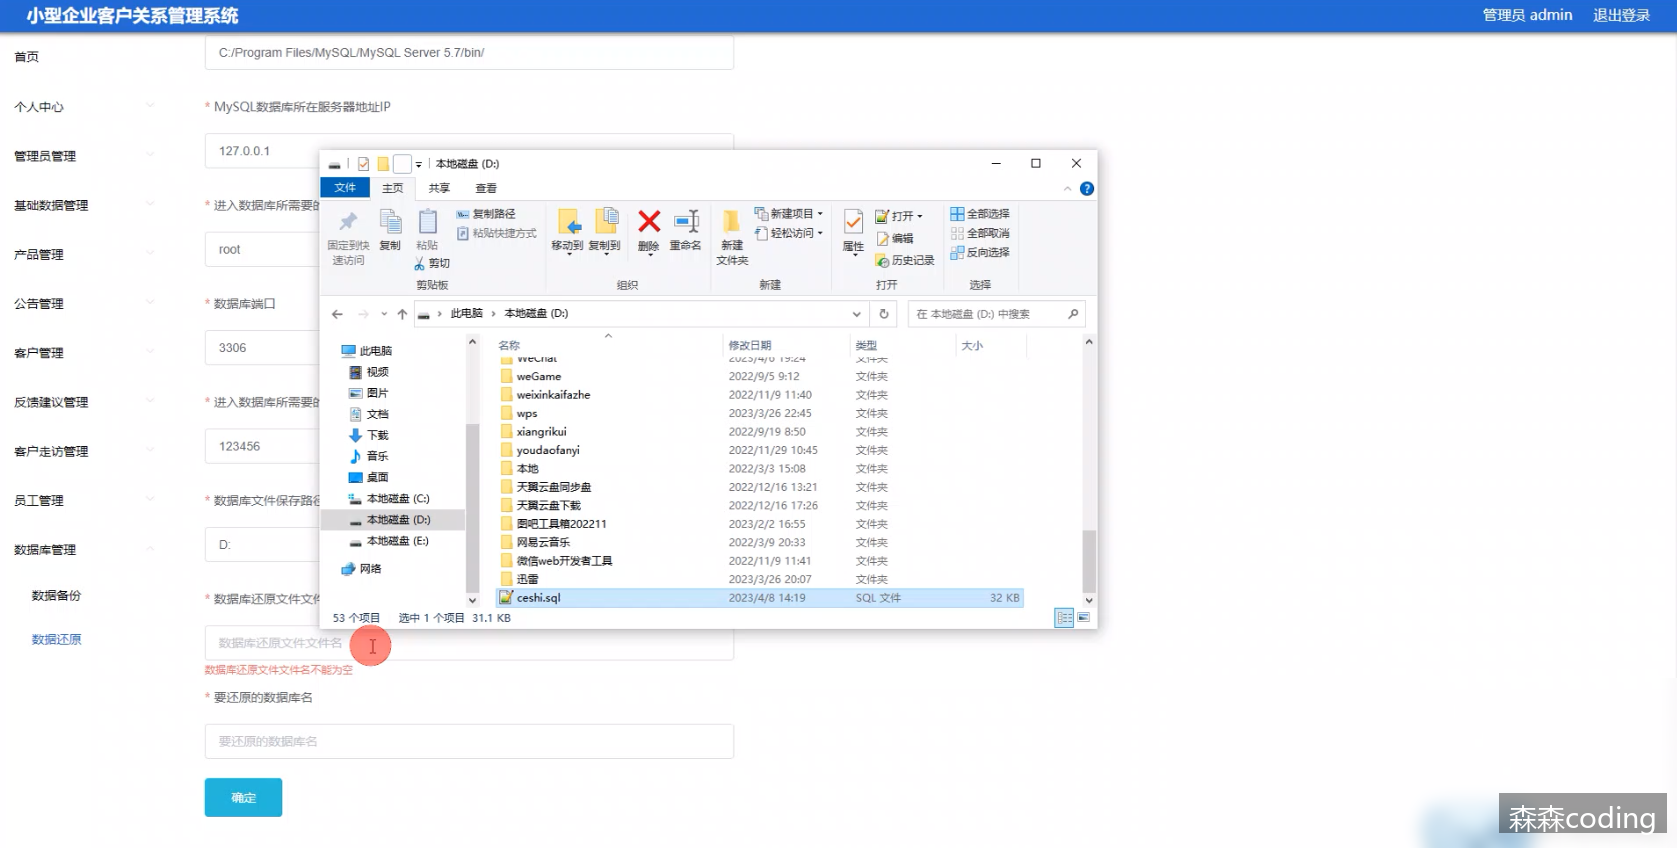 小型企业客户关系管理系统
管理员 admin
退出登录
首页
个人中心
管理员管理
基础数据管理
产品管理
公告管理
客户管理
反馈建议管理
客户走访管理
员工管理
数据库管理
数据备份
数据还原
C:/Program Files/MySQL/MySQL Server 5.7/bin/
* MySQL数据库所在服务器地址IP
127.0.0.1
* 进入数据库所需要的
root
* 数据库端口
3306
* 进入数据库所需要的
123456
* 数据库文件保存路径
D:
* 数据库还原文件文件
数据库还原文件文件名
数据库还原文件文件名不能为空
* 要还原的数据库名
要还原的数据库名
确定
本地磁盘 (D:)
文件 主页 共享 查看
固定到快速访问
复制
粘贴
复制路径
粘贴快捷方式
剪切
剪贴板
移动到
复制到
删除
重命名
组织
新建文件夹
新建项目
轻松访问
新建
属性
打开
编辑
历史记录
打开
全部选择
全部取消
反向选择
选择
此电脑 › 本地磁盘 (D:)
在 本地磁盘 (D:) 中搜索
此电脑
视频
图片
文档
下载
音乐
桌面
本地磁盘 (C:)
本地磁盘 (D:)
本地磁盘 (E:)
网络
名称 修改日期 类型 大小
WeChat 2023/4/6 19:24 文件夹
weGame 2022/9/5 9:12 文件夹
weixinkaifazhe 2022/11/9 11:40 文件夹
wps 2023/3/26 22:45 文件夹
xiangrikui 2022/9/19 8:50 文件夹
youdaofanyi 2022/11/29 10:45 文件夹
本地 2022/3/3 15:08 文件夹
天翼云盘同步盘 2022/12/16 13:21 文件夹
天翼云盘下载 2022/12/16 17:26 文件夹
图吧工具箱202211 2023/2/2 16:55 文件夹
网易云音乐 2022/3/9 20:33 文件夹
微信web开发者工具 2022/11/9 11:41 文件夹
迅雷 2023/3/26 20:07 文件夹
ceshi.sql 2023/4/8 14:19 SQL 文件 32 KB
53 个项目 选中 1 个项目 31.1 KB
森森coding